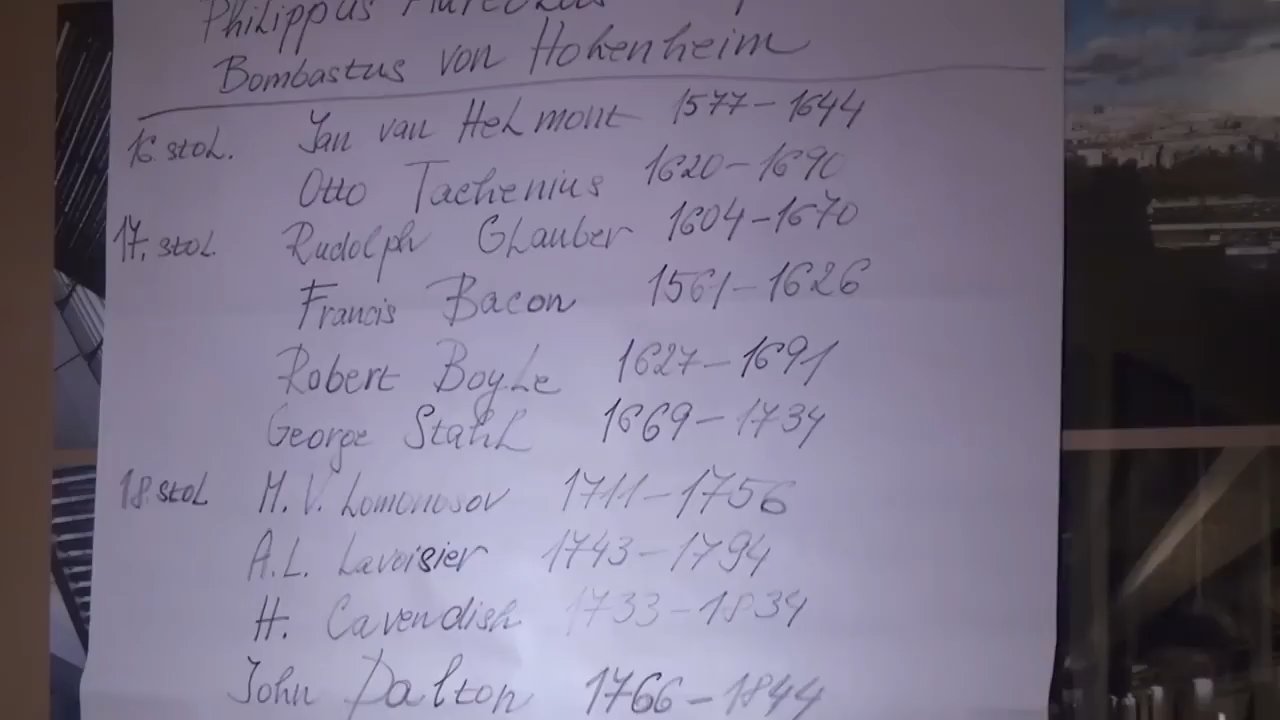 Philippus
Bombastus von Hohenheim
16. stol. Jan van Helmont 1577-1644
Otto Tachenius 1620-1690
17. stol. Rudolph Glauber 1604-1670
Francis Bacon 1561-1626
Robert Boyle 1627-1691
George Stahl 1669-1734
18. stol M. V. Lomonosov 1711-1756
A.L. Lavoisier 1743-1794
H. Cavendish 1733-1834
John Dalton 1766-1844